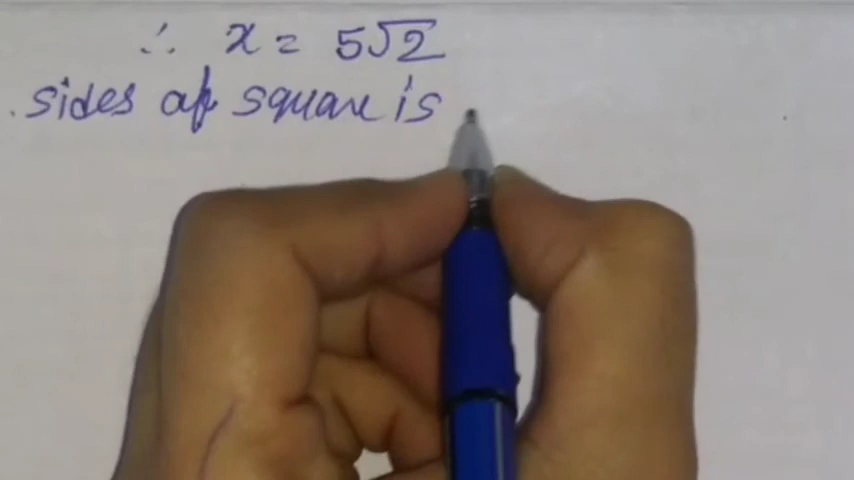 ∴ x = 5√2
sides of square is